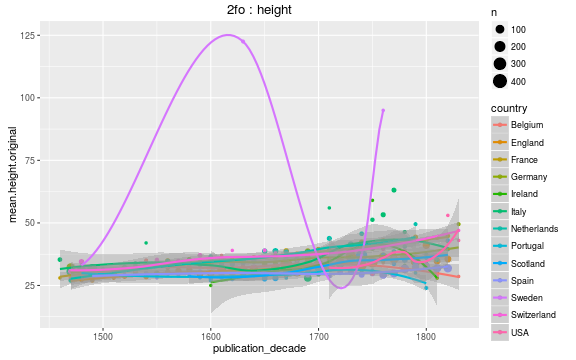 2fo : height
mean.height.original
125
100
75
50
25
1500
1600
1700
1800
publication_decade
n
100
200
300
400
country
Belgium
England
France
Germany
Ireland
Italy
Netherlands
Portugal
Scotland
Spain
Sweden
Switzerland
USA